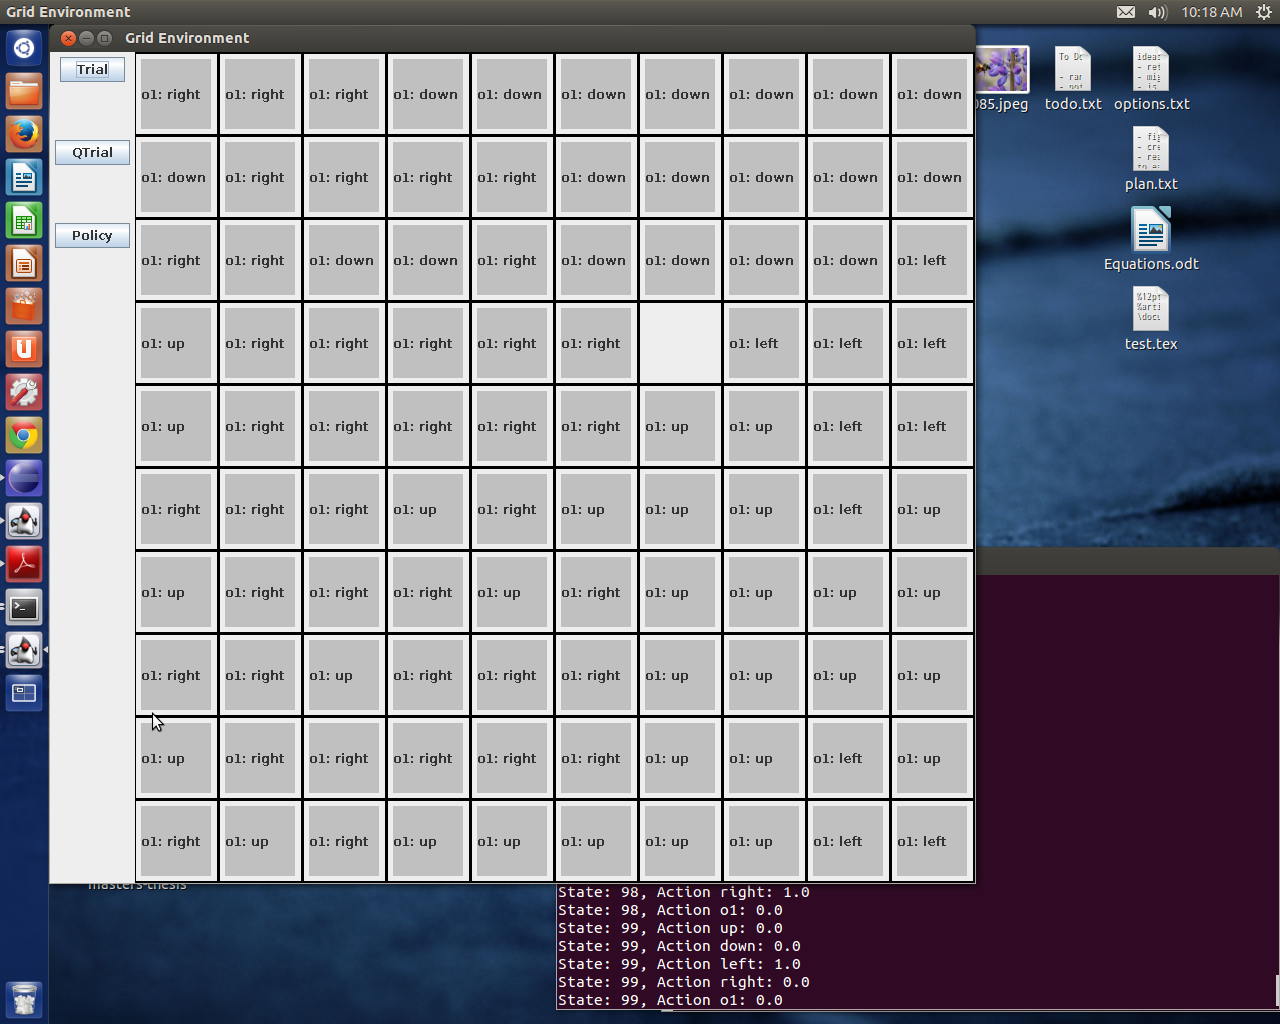 Grid Environment
10:18 AM
Grid Environment
Trial
QTrial
Policy
o1: right o1: right o1: right o1: down o1: down o1: down o1: down o1: down o1: down o1: down
o1: down o1: right o1: right o1: right o1: right o1: down o1: down o1: down o1: down o1: down
o1: right o1: right o1: down o1: down o1: right o1: down o1: down o1: down o1: down o1: left
o1: up o1: right o1: right o1: right o1: right o1: right o1: left o1: left o1: left
o1: up o1: right o1: right o1: right o1: right o1: right o1: up o1: up o1: left o1: left
o1: right o1: right o1: right o1: up o1: right o1: up o1: up o1: up o1: left o1: up
o1: up o1: right o1: right o1: right o1: up o1: right o1: up o1: up o1: up o1: up
o1: right o1: right o1: up o1: right o1: right o1: right o1: up o1: up o1: up o1: up
o1: up o1: right o1: right o1: right o1: right o1: right o1: up o1: up o1: left o1: up
o1: right o1: up o1: right o1: up o1: up o1: up o1: up o1: up o1: left o1: left
085.jpeg
todo.txt
options.txt
plan.txt
Equations.odt
test.tex
masters-thesis
State: 98, Action right: 1.0
State: 98, Action o1: 0.0
State: 99, Action up: 0.0
State: 99, Action down: 0.0
State: 99, Action left: 1.0
State: 99, Action right: 0.0
State: 99, Action o1: 0.0